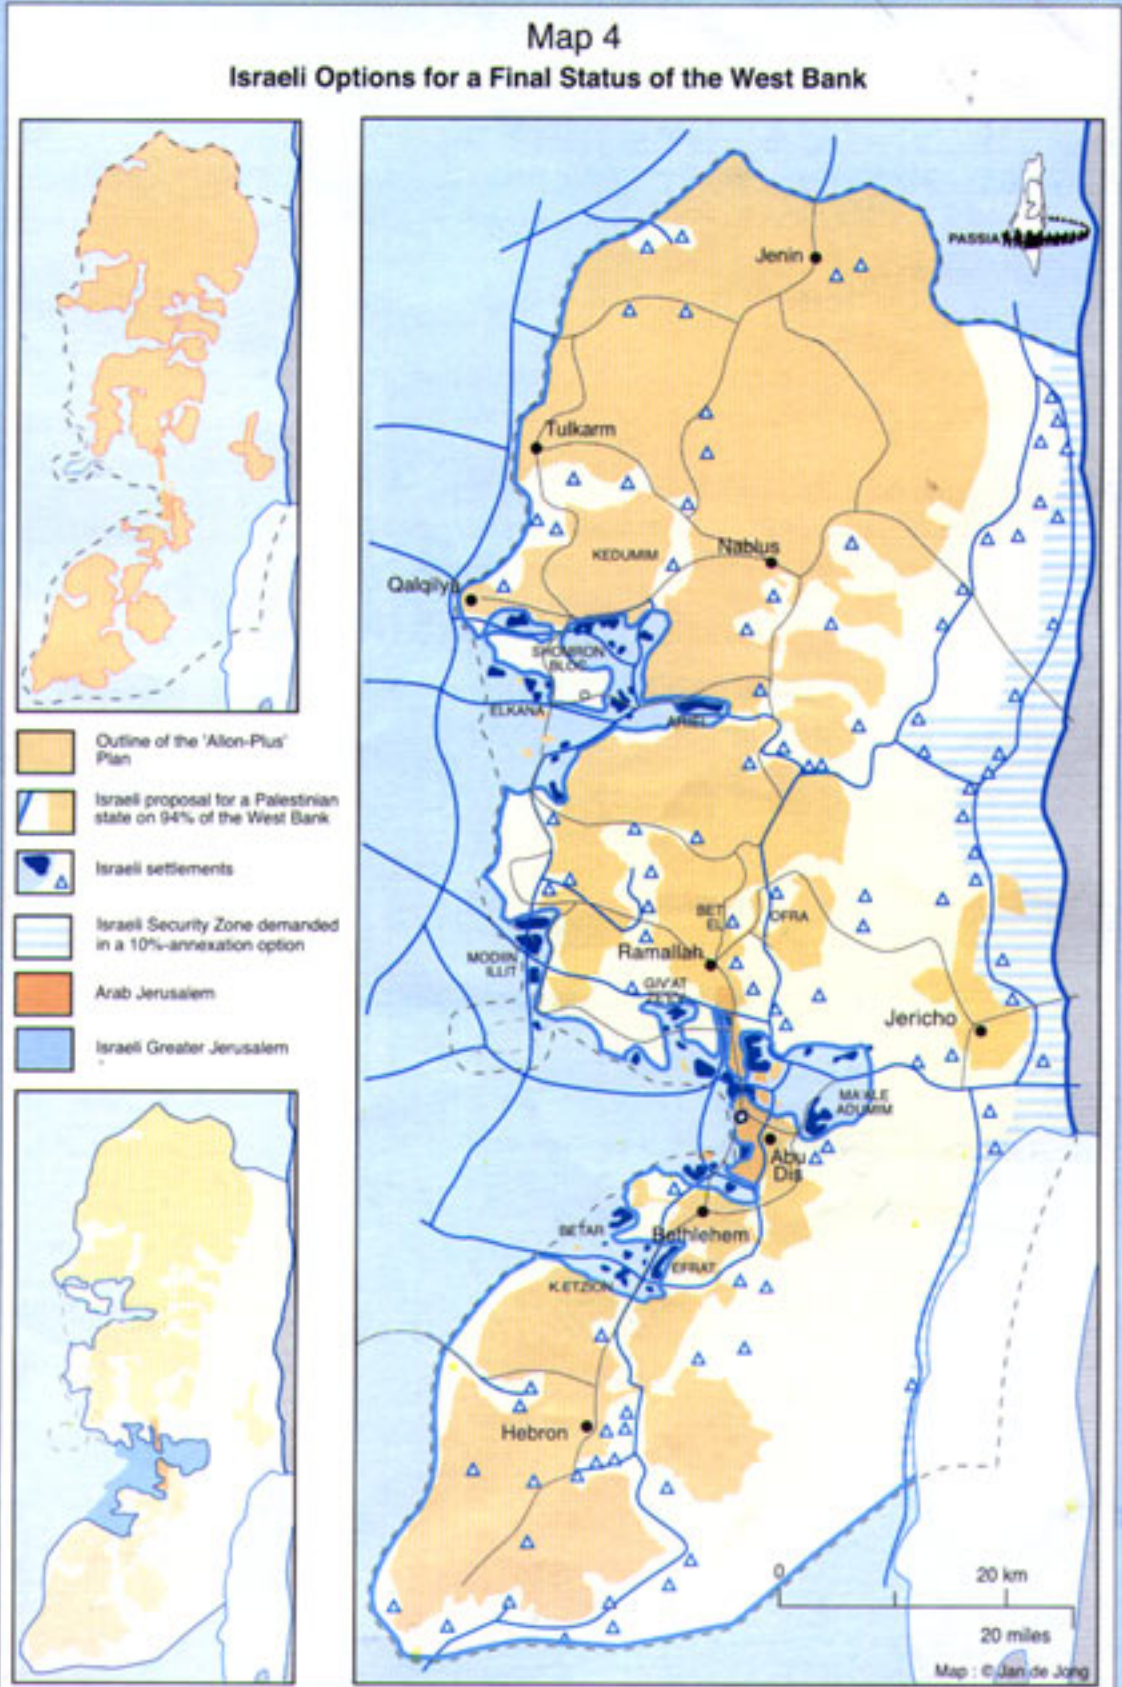 Map 4
Israeli Options for a Final Status of the West Bank
PASSIA
Jenin
Tulkarm
KEDUMIM
Nablus
Qalqilya
SHOMRON
BLOC
ELKANA
ARIEL
Outline of the 'Allon-Plus'
Plan
Israeli proposal for a Palestinian
state on 94% of the West Bank
Israeli settlements
Israeli Security Zone demanded
in a 10%-annexation option
Arab Jerusalem
Israeli Greater Jerusalem
BET
EL
OFRA
MODIIN
ILLIT
Ramallah
GIV'AT
Jericho
MA'ALE
ADUMIM
Abu
Dis
BETAR
Bethlehem
EFRAT
K.ETZION
Hebron
0
20 km
20 miles
Map : © Jan de Jong